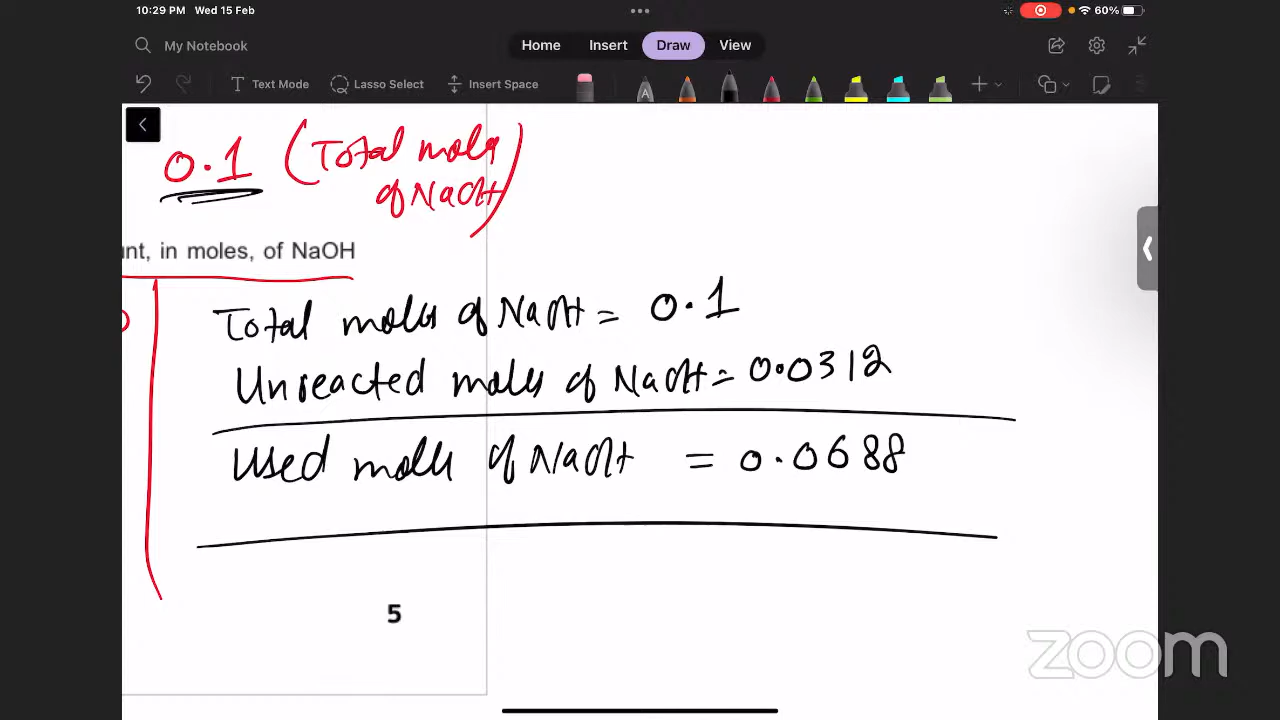 10:29 PM Wed 15 Feb
60%
My Notebook
Home Insert Draw View
Text Mode Lasso Select Insert Space
A
0.1 (Total moles
of NaOH)
unt, in moles, of NaOH
Total moles of NaOH = 0.1
Unreacted moles of NaOH = 0.0312
Used moles of NaOH = 0.0688
5
zoom